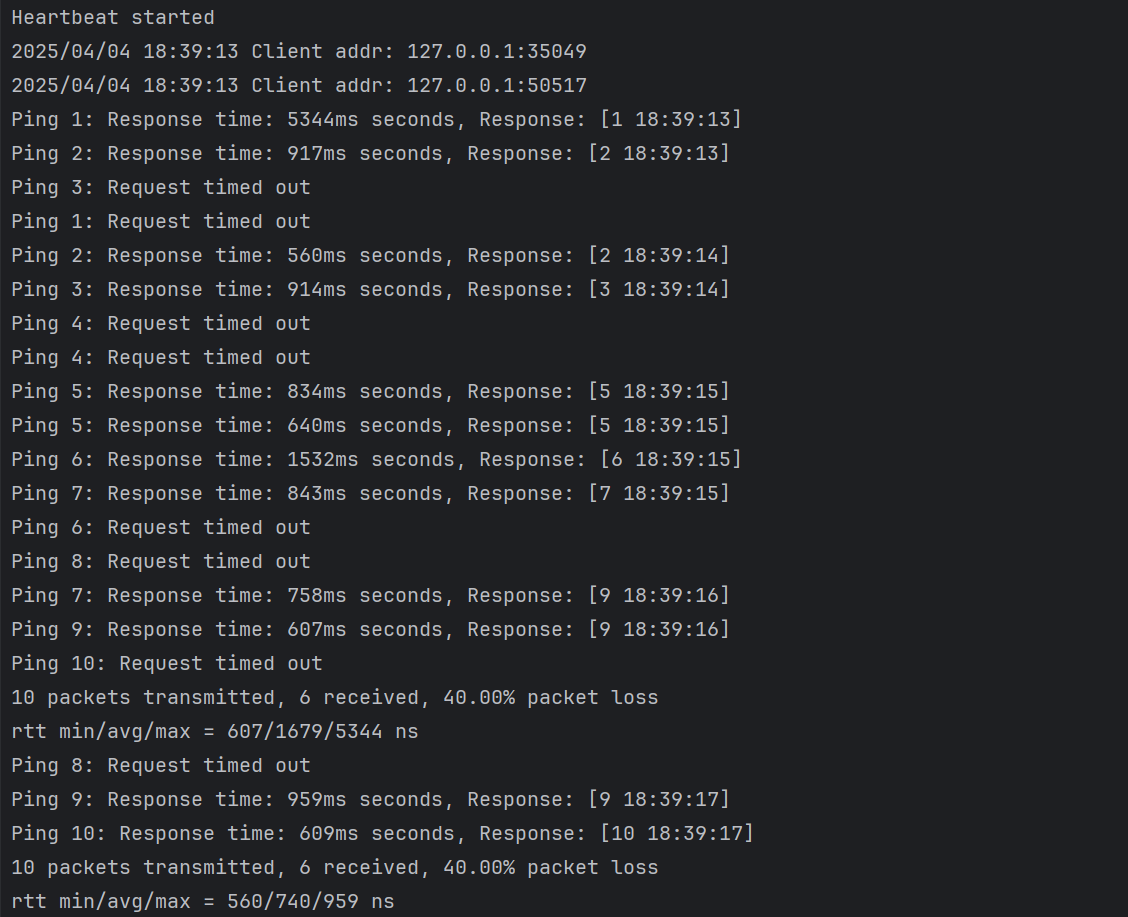 Heartbeat started
2025/04/04 18:39:13 Client addr: 127.0.0.1:35049
2025/04/04 18:39:13 Client addr: 127.0.0.1:50517
Ping 1: Response time: 5344ms seconds, Response: [1 18:39:13]
Ping 2: Response time: 917ms seconds, Response: [2 18:39:13]
Ping 3: Request timed out
Ping 1: Request timed out
Ping 2: Response time: 560ms seconds, Response: [2 18:39:14]
Ping 3: Response time: 914ms seconds, Response: [3 18:39:14]
Ping 4: Request timed out
Ping 4: Request timed out
Ping 5: Response time: 834ms seconds, Response: [5 18:39:15]
Ping 5: Response time: 640ms seconds, Response: [5 18:39:15]
Ping 6: Response time: 1532ms seconds, Response: [6 18:39:15]
Ping 7: Response time: 843ms seconds, Response: [7 18:39:15]
Ping 6: Request timed out
Ping 8: Request timed out
Ping 7: Response time: 758ms seconds, Response: [9 18:39:16]
Ping 9: Response time: 607ms seconds, Response: [9 18:39:16]
Ping 10: Request timed out
10 packets transmitted, 6 received, 40.00% packet loss
rtt min/avg/max = 607/1679/5344 ns
Ping 8: Request timed out
Ping 9: Response time: 959ms seconds, Response: [9 18:39:17]
Ping 10: Response time: 609ms seconds, Response: [10 18:39:17]
10 packets transmitted, 6 received, 40.00% packet loss
rtt min/avg/max = 560/740/959 ns